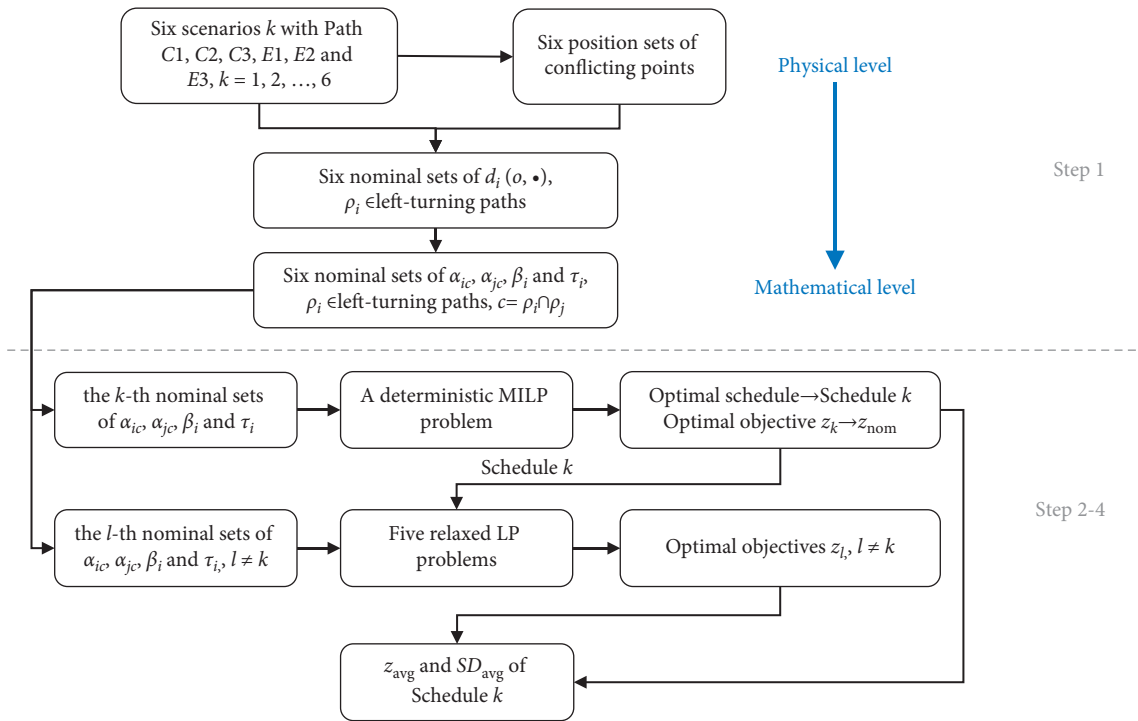 Six scenarios k with Path
C1, C2, C3, E1, E2 and
E3, k = 1, 2, …, 6
Six position sets of
conflicting points
Physical level
Six nominal sets of d_i (o, •),
ρ_i ∈left-turning paths
Step 1
Six nominal sets of α_ic, α_jc, β_i and τ_i,
ρ_i ∈left-turning paths, c= ρ_i∩ρ_j
Mathematical level
the k-th nominal sets
of α_ic, α_jc, β_i and τ_i
A deterministic MILP
problem
Optimal schedule→Schedule k
Optimal objective z_k→z_nom
Schedule k
Step 2-4
the l-th nominal sets of
α_ic, α_jc, β_i and τ_i, l ≠ k
Five relaxed LP
problems
Optimal objectives z_l, l ≠ k
z_avg and SD_avg of
Schedule k